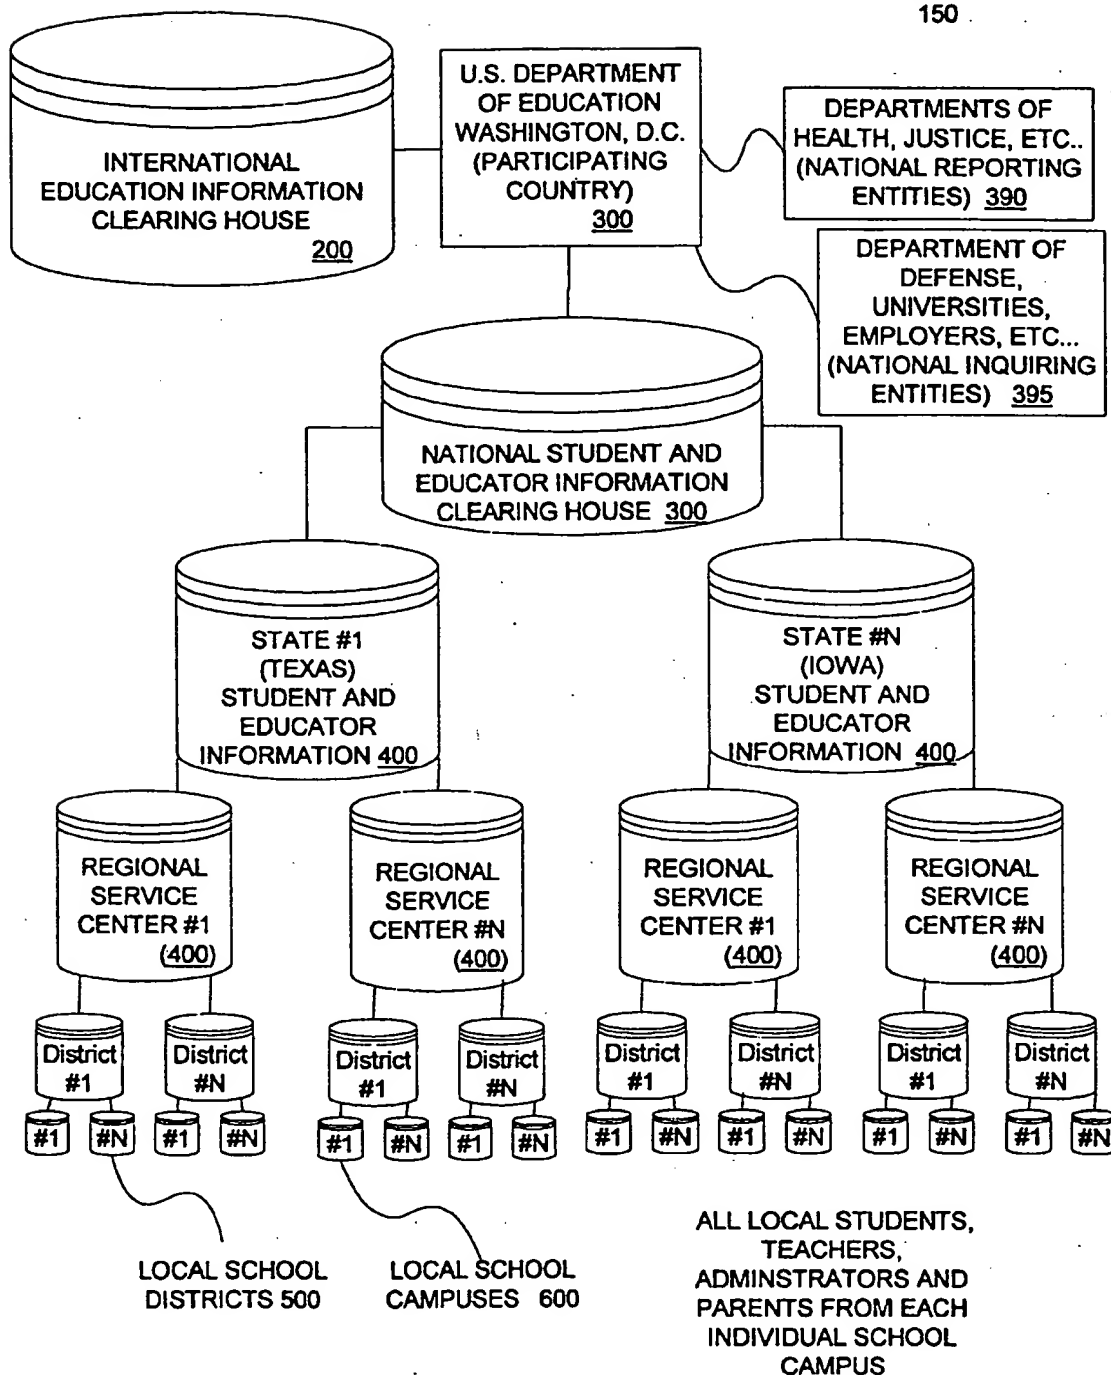 150
INTERNATIONAL
EDUCATION INFORMATION
CLEARING HOUSE
200
U.S. DEPARTMENT
OF EDUCATION
WASHINGTON, D.C.
(PARTICIPATING
COUNTRY)
300
DEPARTMENTS OF
HEALTH, JUSTICE, ETC..
(NATIONAL REPORTING
ENTITIES) 390
DEPARTMENT OF
DEFENSE,
UNIVERSITIES,
EMPLOYERS, ETC...
(NATIONAL INQUIRING
ENTITIES) 395
NATIONAL STUDENT AND
EDUCATOR INFORMATION
CLEARING HOUSE 300
STATE #1
(TEXAS)
STUDENT AND
EDUCATOR
INFORMATION 400
STATE #N
(IOWA)
STUDENT AND
EDUCATOR
INFORMATION 400
REGIONAL
SERVICE
CENTER #1
(400)
REGIONAL
SERVICE
CENTER #N
(400)
REGIONAL
SERVICE
CENTER #1
(400)
REGIONAL
SERVICE
CENTER #N
(400)
District
#1
District
#N
District
#1
District
#N
District
#1
District
#N
District
#1
District
#N
#1 #N #1 #N #1 #N #1 #N #1 #N #1 #N #1 #N #1 #N
LOCAL SCHOOL
DISTRICTS 500
LOCAL SCHOOL
CAMPUSES 600
ALL LOCAL STUDENTS,
TEACHERS,
ADMINSTRATORS AND
PARENTS FROM EACH
INDIVIDUAL SCHOOL
CAMPUS